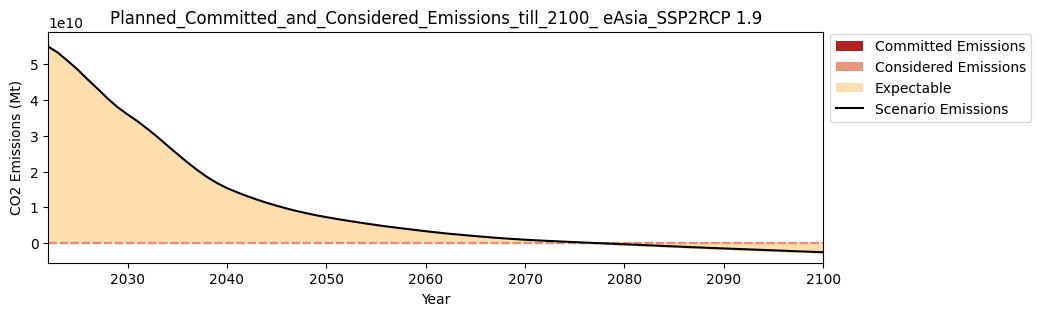 Planned_Committed_and_Considered_Emissions_till_2100_ eAsia_SSP2RCP 1.9
1e10
5
4
3
2
1
0
CO2 Emissions (Mt)
2030 2040 2050 2060 2070 2080 2090 2100
Year
Committed Emissions
Considered Emissions
Expectable
Scenario Emissions